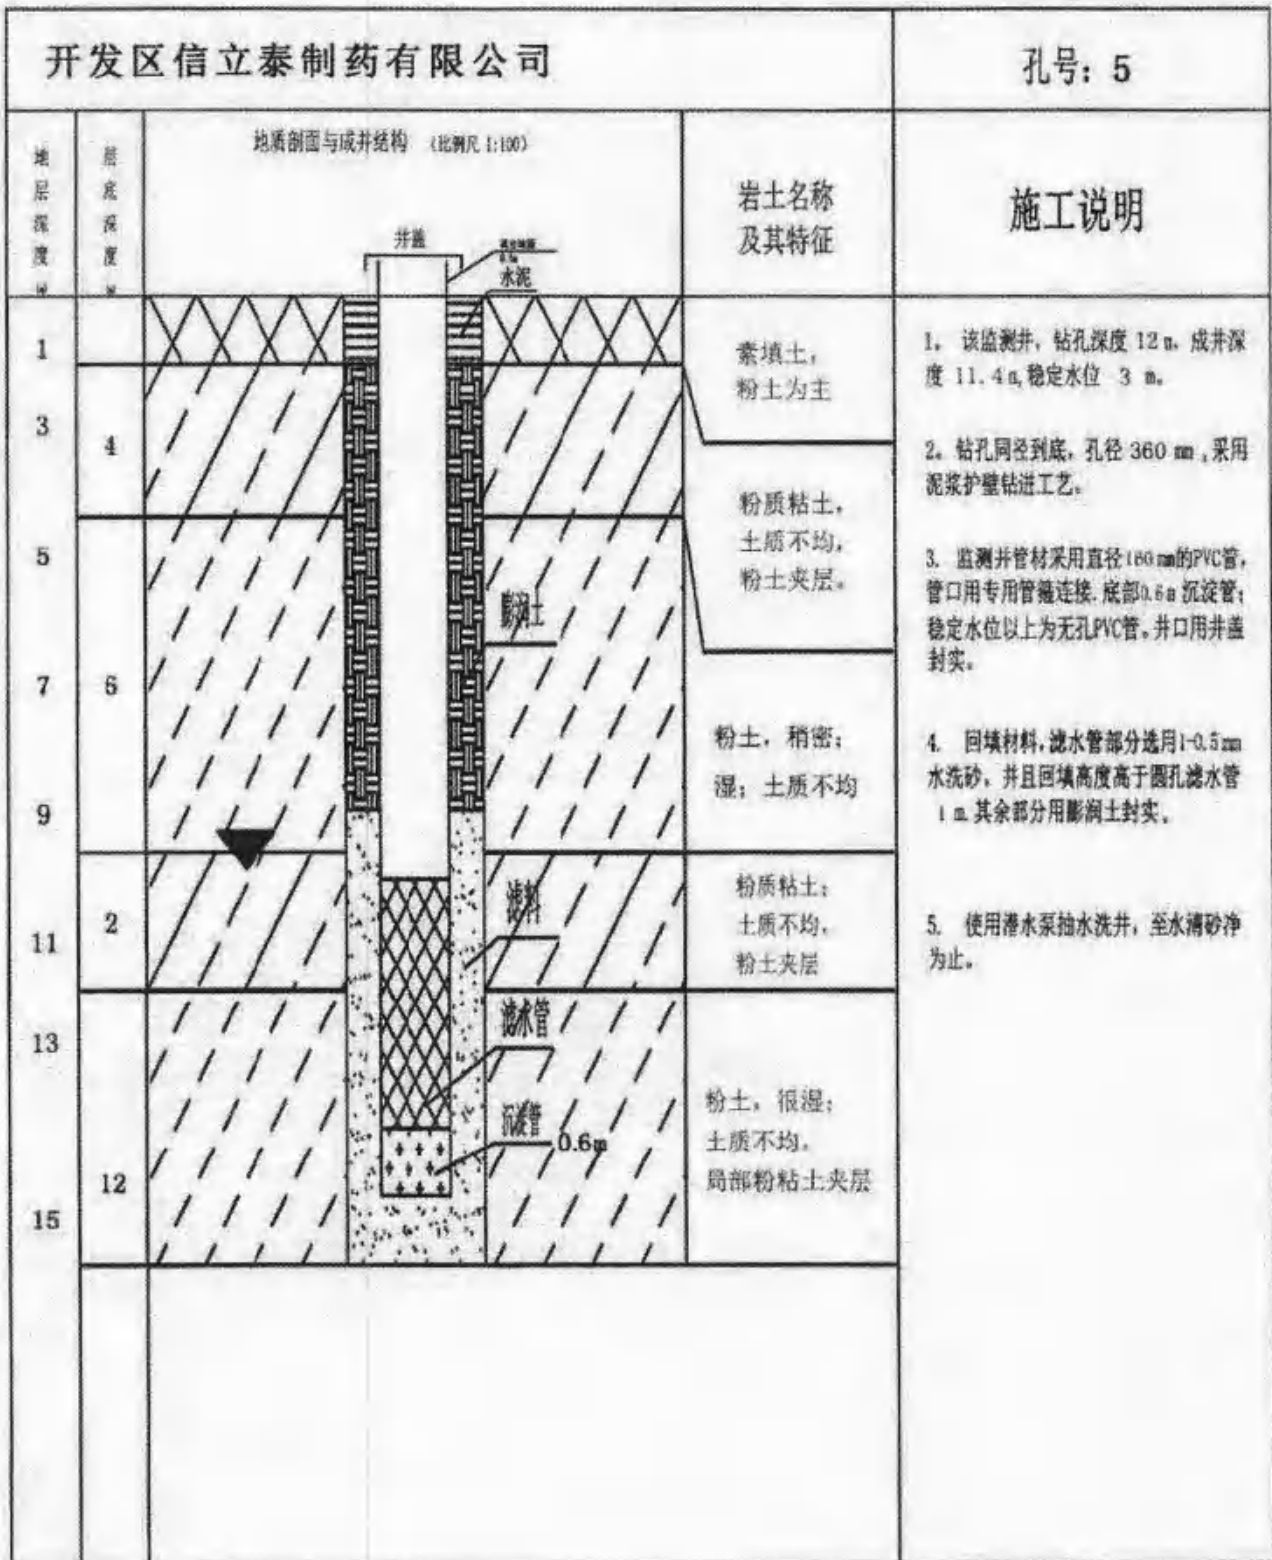 开发区信立泰制药有限公司
孔号：5
地层深度
层底深度
地质剖面与成井结构 （比例尺 1:100）
岩土名称
及其特征
施工说明
井盖
水泥
1
3
5
7
9
11
13
15
4
6
2
12
膨润土
滤料
滤水管
沉淀管
0.6m
素填土，
粉土为主
粉质粘土，
土质不均，
粉土夹层。
粉土，稍密；
湿；土质不均
粉质粘土；
土质不均，
粉土夹层
粉土，很湿；
土质不均，
局部粉粘土夹层
1. 该监测井，钻孔深度 12 m，成井深
度 11.4 m,稳定水位 3 m。
2。钻孔同径到底，孔径 360 mm ,采用
泥浆护壁钻进工艺。
3. 监测井管材采用直径160 mm的PVC管，
管口用专用管箍连接.底部0.6 m 沉淀管；
稳定水位以上为无孔PVC管，井口用井盖
封实。
4. 回填材料,滤水管部分选用1-0.5 mm
水洗砂，并且回填高度高于圆孔滤水管
1 m 其余部分用膨润土封实。
5. 使用潜水泵抽水洗井，至水清砂净
为止。